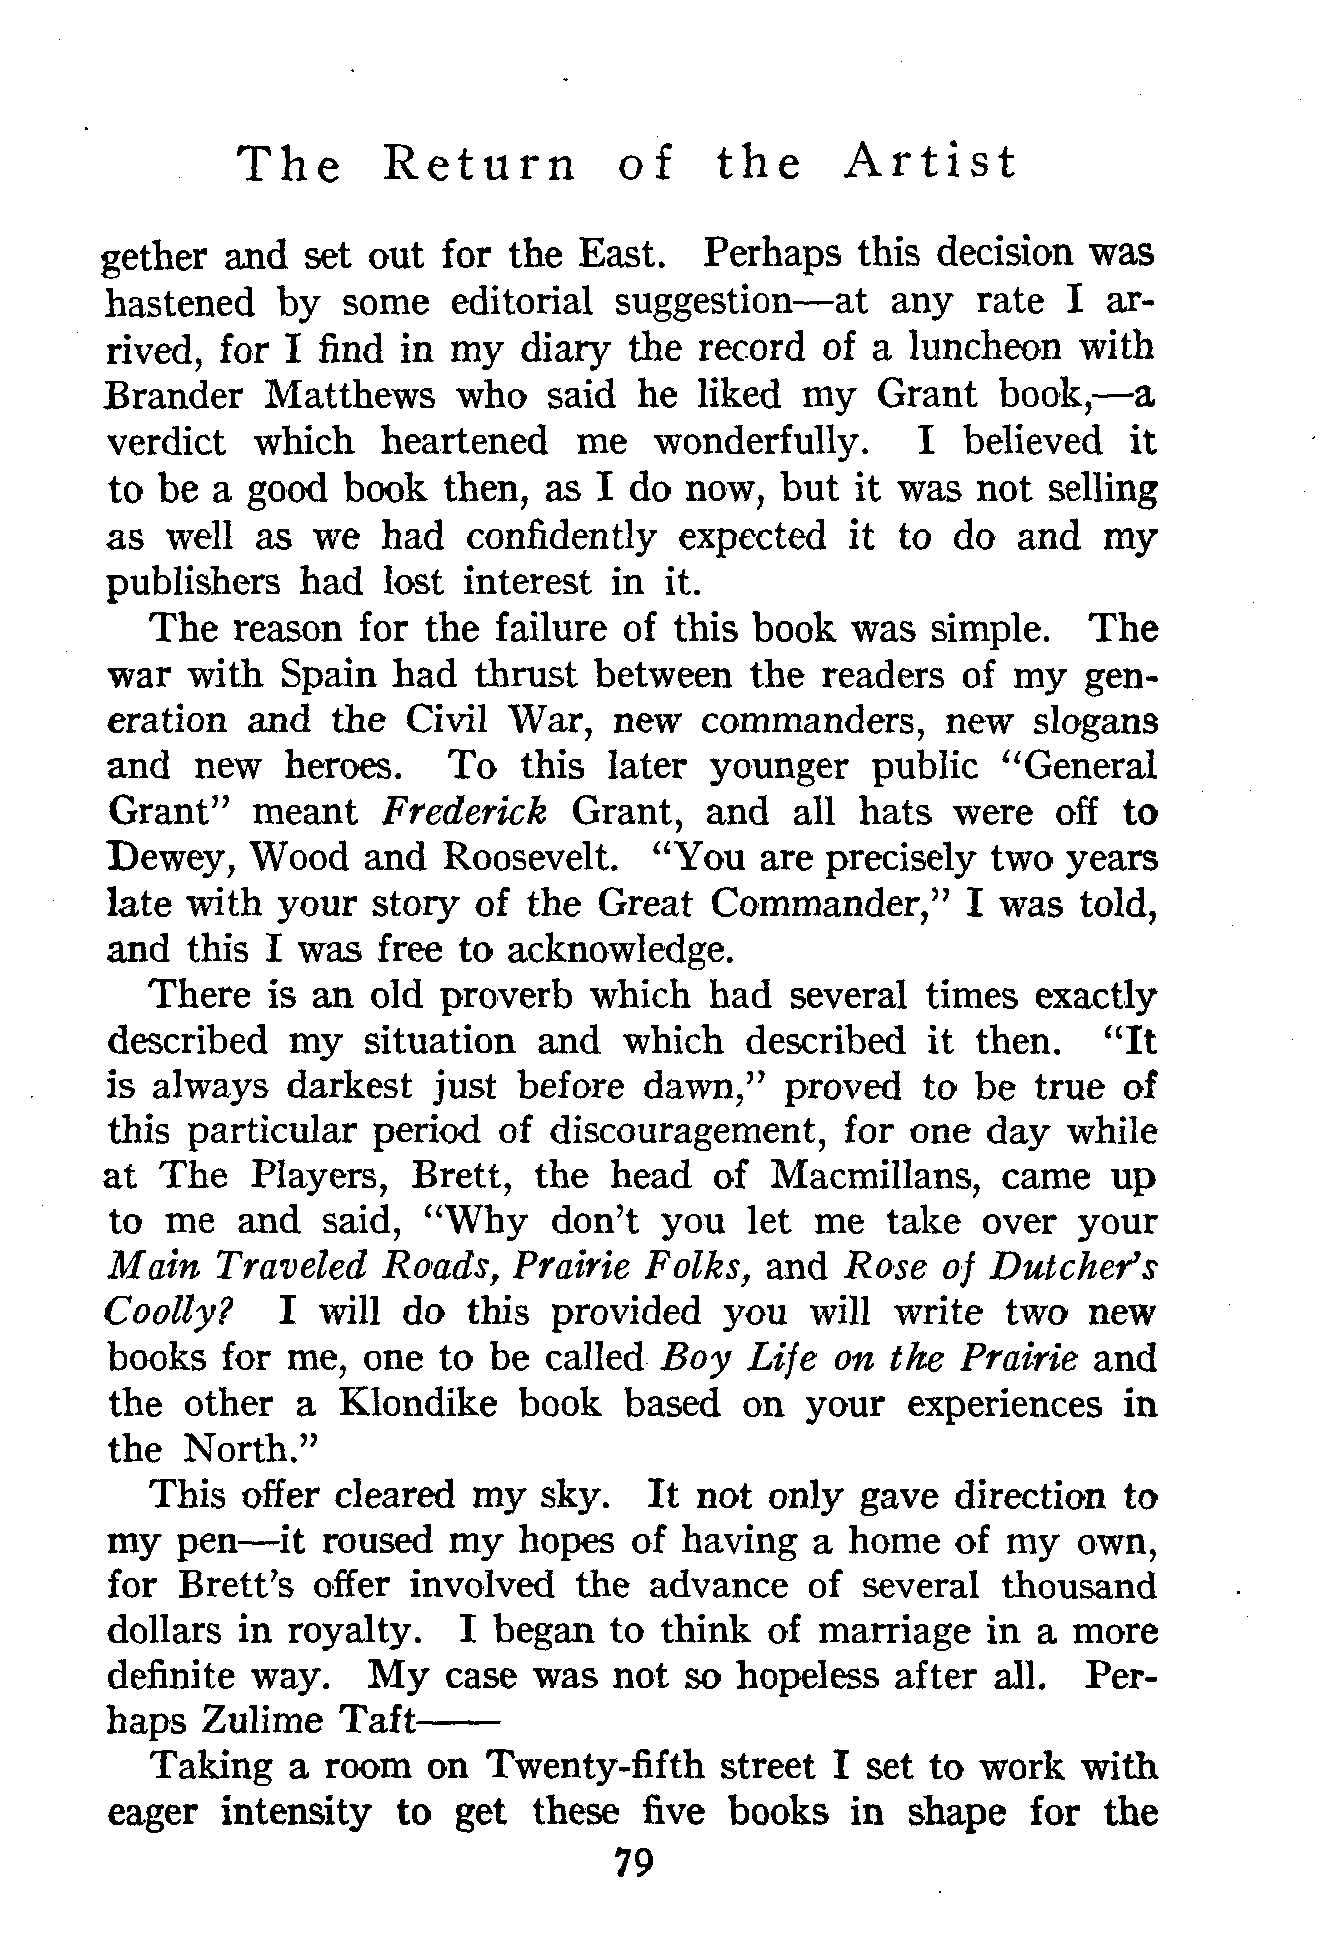 The Return of the Artist
gether and set out for the East. Perhaps this decision was
hastened by some editorial suggestion—at any rate I ar-
rived, for I find in my diary the record of a luncheon with
Brander Matthews who said he liked my Grant book,—a
verdict which heartened me wonderfully. I believed it
to be a good book then, as I do now, but it was not selling
as well as we had confidently expected it to do and my
publishers had lost interest in it.
The reason for the failure of this book was simple. The
war with Spain had thrust between the readers of my gen-
eration and the Civil War, new commanders, new slogans
and new heroes. To this later younger public “General
Grant” meant Frederick Grant, and all hats were off to
Dewey, Wood and Roosevelt. “You are precisely two years
late with your story of the Great Commander,” I was told,
and this I was free to acknowledge.
There is an old proverb which had several times exactly
described my situation and which described it then. “It
is always darkest just before dawn,” proved to be true of
this particular period of discouragement, for one day while
at The Players, Brett, the head of Macmillans, came up
to me and said, “Why don’t you let me take over your
Main Traveled Roads, Prairie Folks, and Rose of Dutcher’s
Coolly? I will do this provided you will write two new
books for me, one to be called Boy Life on the Prairie and
the other a Klondike book based on your experiences in
the North.”
This offer cleared my sky. It not only gave direction to
my pen—it roused my hopes of having a home of my own,
for Brett’s offer involved the advance of several thousand
dollars in royalty. I began to think of marriage in a more
definite way. My case was not so hopeless after all. Per-
haps Zulime Taft——
Taking a room on Twenty-fifth street I set to work with
eager intensity to get these five books in shape for the
79